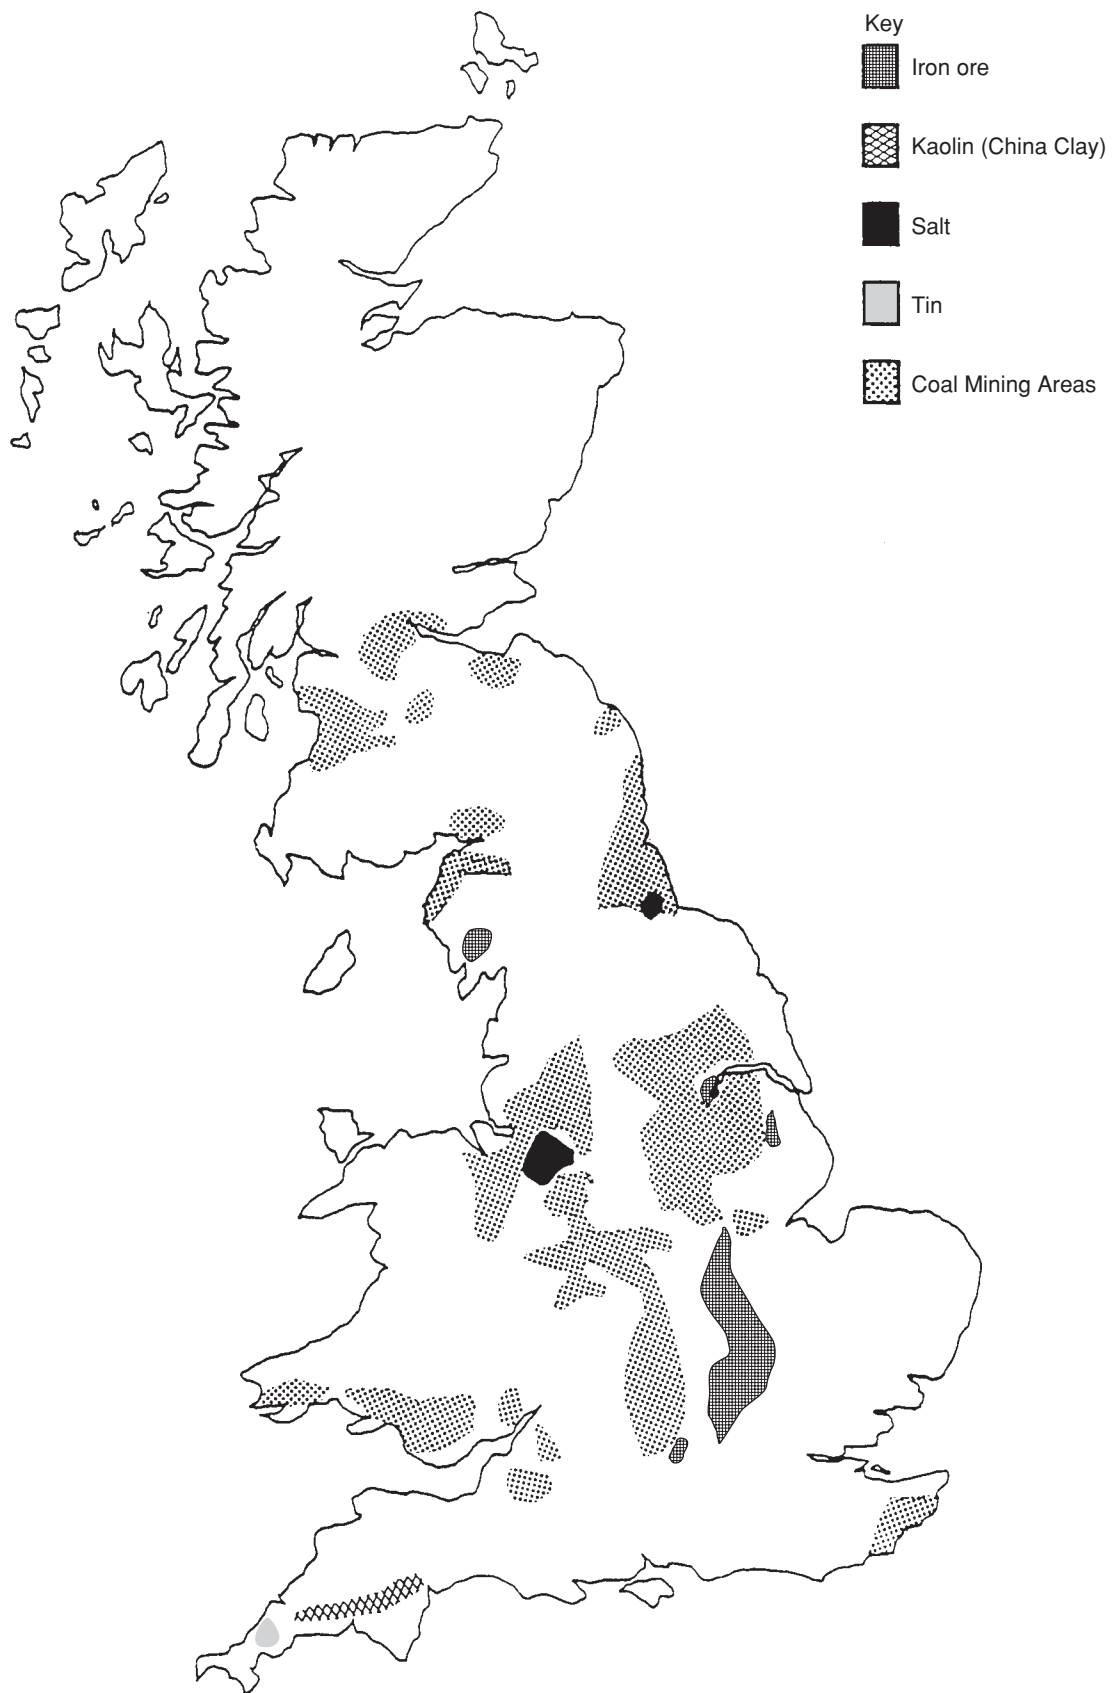 Key
Iron ore
Kaolin (China Clay)
Salt
Tin
Coal Mining Areas